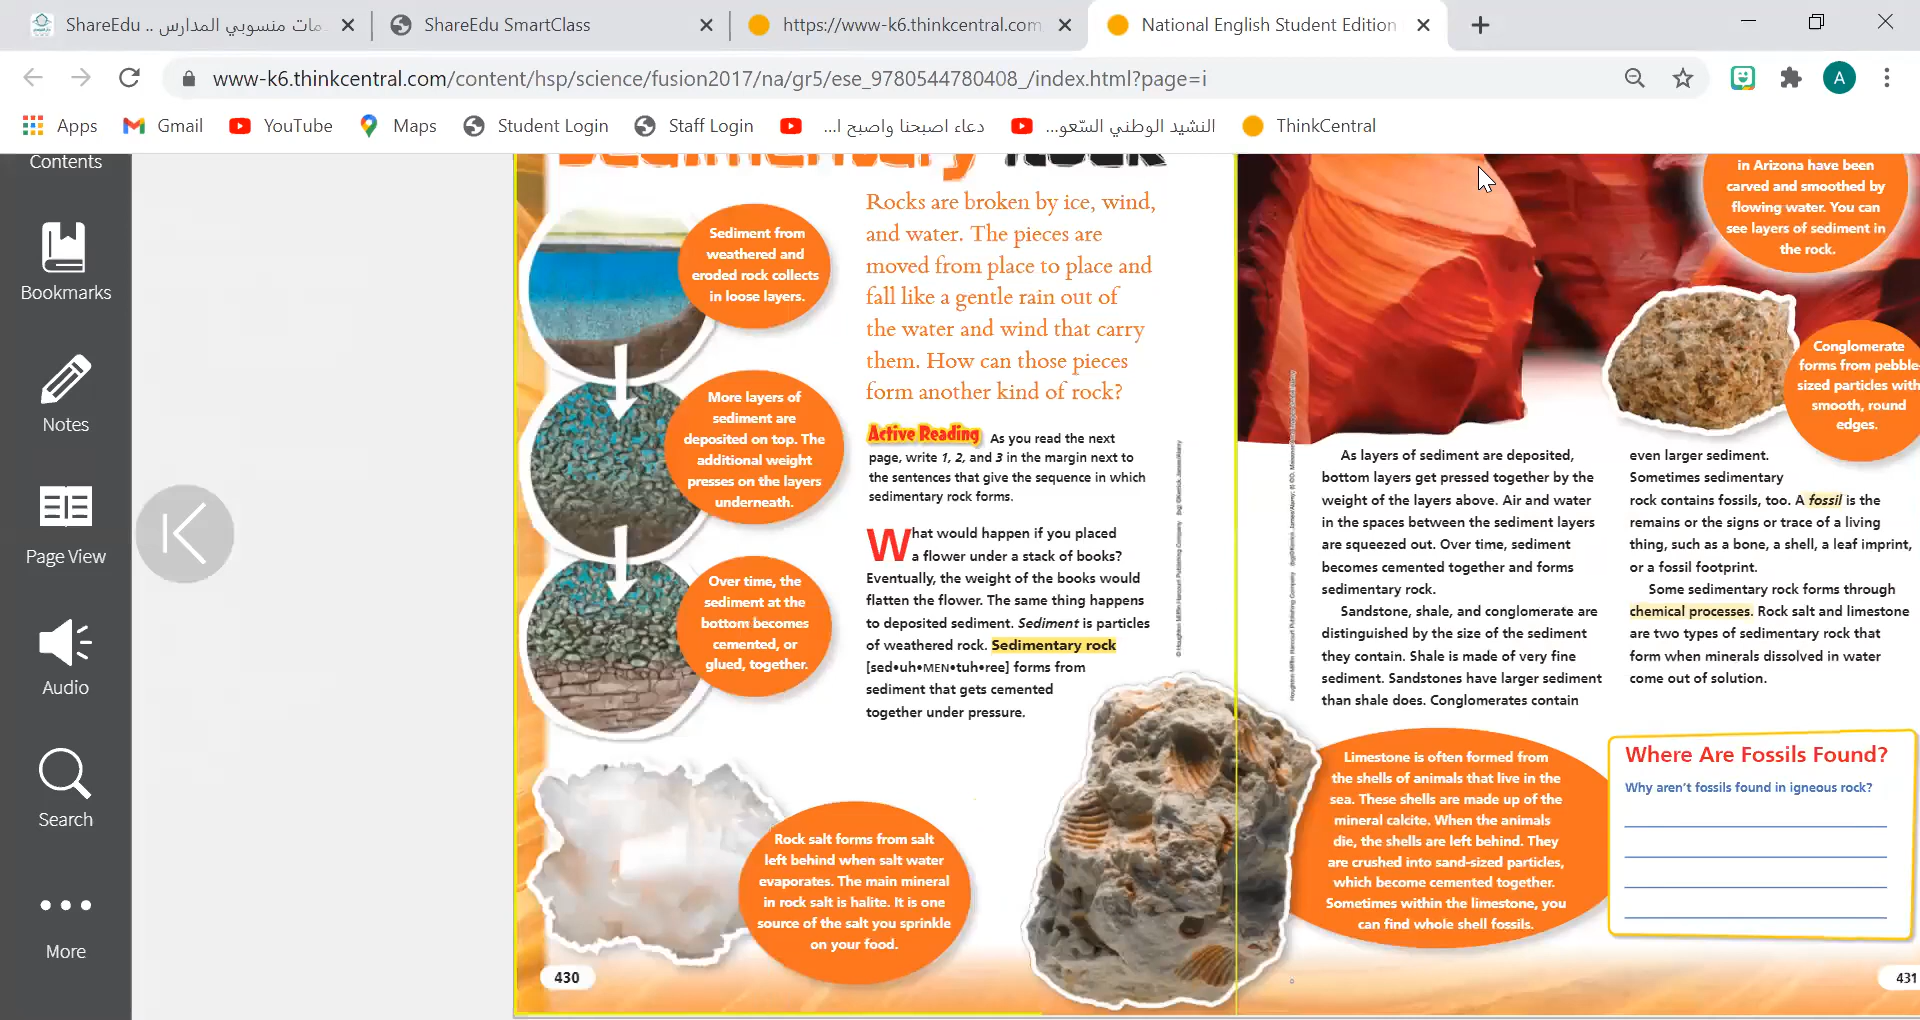 ShareEdu .. خدمات منسوبي المدارس
ShareEdu SmartClass
https://www-k6.thinkcentral.com
National English Student Edition
www-k6.thinkcentral.com/content/hsp/science/fusion2017/na/gr5/ese_9780544780408_/index.html?page=i
A
Apps
Gmail
YouTube
Maps
Student Login
Staff Login
دعاء اصبحنا واصبح ا...
النشيد الوطني السّعو...
ThinkCentral
Contents
Bookmarks
Notes
Page View
Audio
Search
More
Sedimentary Rock
Sediment from
weathered and
eroded rock collects
in loose layers.
More layers of
sediment are
deposited on top. The
additional weight
presses on the layers
underneath.
Over time, the
sediment at the
bottom becomes
cemented, or
glued, together.
Rocks are broken by ice, wind,
and water. The pieces are
moved from place to place and
fall like a gentle rain out of
the water and wind that carry
them. How can those pieces
form another kind of rock?
Active Reading As you read the next
page, write 1, 2, and 3 in the margin next to
the sentences that give the sequence in which
sedimentary rock forms.
What would happen if you placed
a flower under a stack of books?
Eventually, the weight of the books would
flatten the flower. The same thing happens
to deposited sediment. Sediment is particles
of weathered rock. Sedimentary rock
[sed•uh•MEN•tuh•ree] forms from
sediment that gets cemented
together under pressure.
Rock salt forms from salt
left behind when salt water
evaporates. The main mineral
in rock salt is halite. It is one
source of the salt you sprinkle
on your food.
430
in Arizona have been
carved and smoothed by
flowing water. You can
see layers of sediment in
the rock.
Conglomerate
forms from pebble-
sized particles with
smooth, round
edges.
As layers of sediment are deposited,
bottom layers get pressed together by the
weight of the layers above. Air and water
in the spaces between the sediment layers
are squeezed out. Over time, sediment
becomes cemented together and forms
sedimentary rock.
Sandstone, shale, and conglomerate are
distinguished by the size of the sediment
they contain. Shale is made of very fine
sediment. Sandstones have larger sediment
than shale does. Conglomerates contain
even larger sediment.
Sometimes sedimentary
rock contains fossils, too. A fossil is the
remains or the signs or trace of a living
thing, such as a bone, a shell, a leaf imprint,
or a fossil footprint.
Some sedimentary rock forms through
chemical processes. Rock salt and limestone
are two types of sedimentary rock that
form when minerals dissolved in water
come out of solution.
Limestone is often formed from
the shells of animals that live in the
sea. These shells are made up of the
mineral calcite. When the animals
die, the shells are left behind. They
are crushed into sand-sized particles,
which become cemented together.
Sometimes within the limestone, you
can find whole shell fossils.
Where Are Fossils Found?
Why aren't fossils found in igneous rock?
431